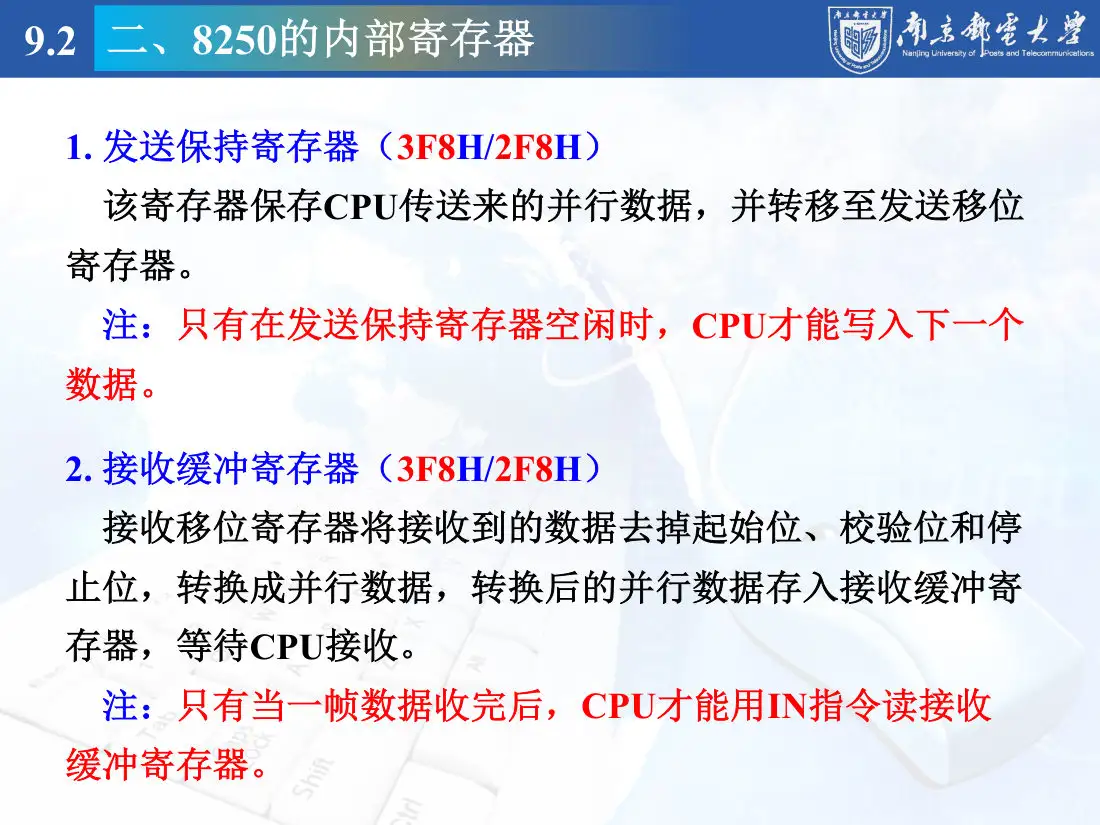 9.2 二、8250的内部寄存器
南京邮电大学
Nanjing University of Posts and Telecommunications
1. 发送保持寄存器（3F8H/2F8H）
该寄存器保存CPU传送来的并行数据，并转移至发送移位
寄存器。
注：只有在发送保持寄存器空闲时，CPU才能写入下一个
数据。
2. 接收缓冲寄存器（3F8H/2F8H）
接收移位寄存器将接收到的数据去掉起始位、校验位和停
止位，转换成并行数据，转换后的并行数据存入接收缓冲寄
存器，等待CPU接收。
注：只有当一帧数据收完后，CPU才能用IN指令读接收
缓冲寄存器。
Tab
Shift
Ctrl
Alt